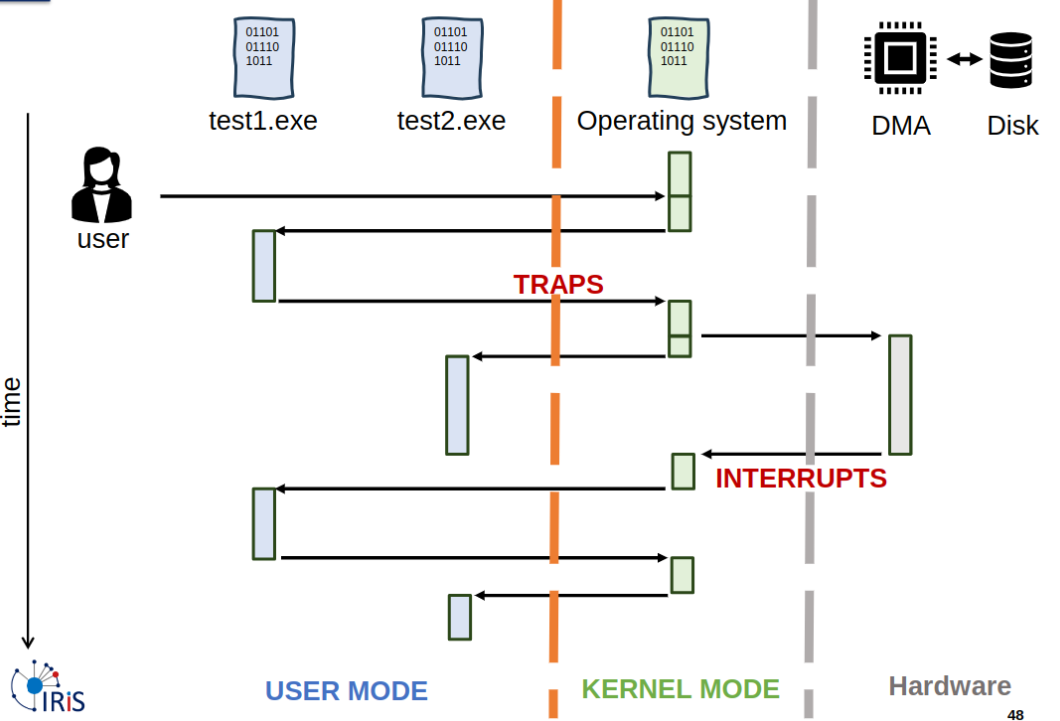 01101
01110
1011
01101
01110
1011
01101
01110
1011
test1.exe
test2.exe
Operating system
DMA
Disk
user
TRAPS
time
INTERRUPTS
IRiS
USER MODE
KERNEL MODE
Hardware
48